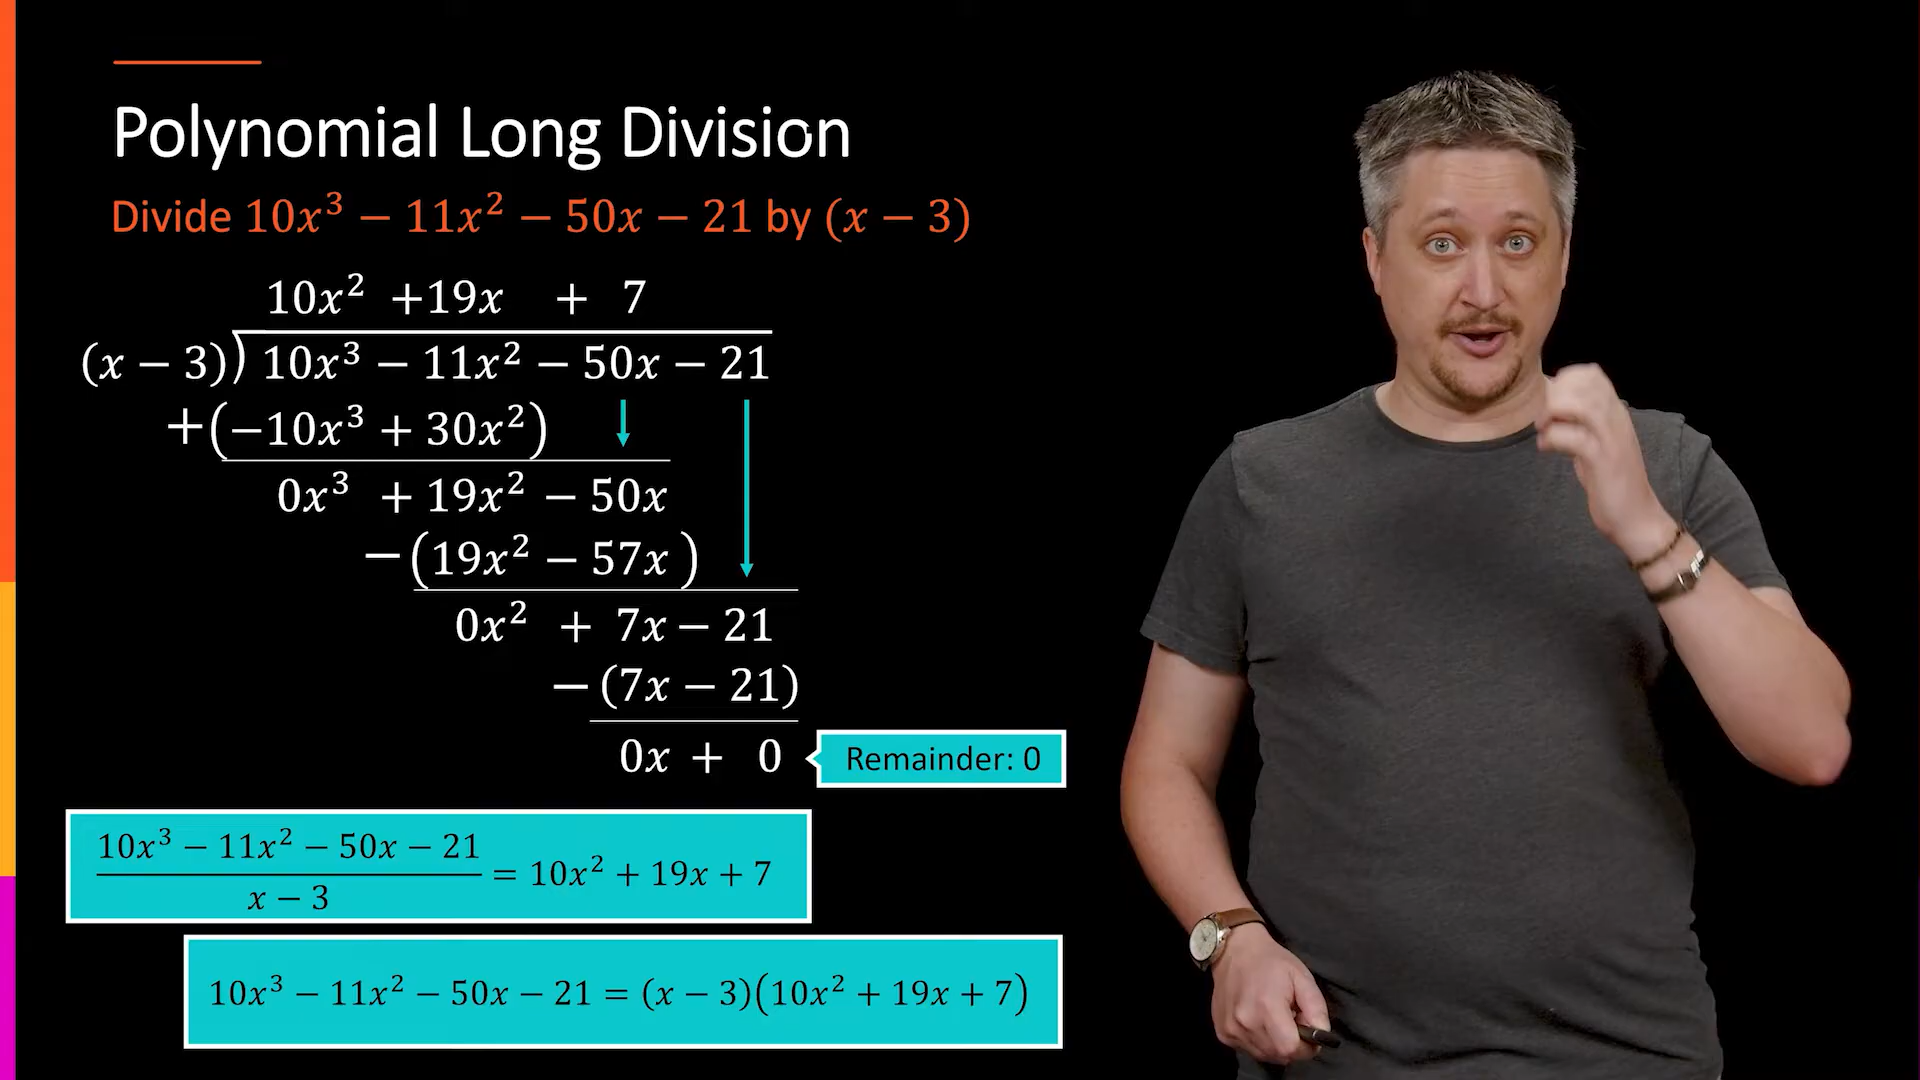 Polynomial Long Division
Divide 10x³ − 11x² − 50x − 21 by (x − 3)
10x² +19x + 7
(x − 3)) 10x³ − 11x² − 50x − 21
+(−10x³ + 30x²)
0x³ + 19x² − 50x
−(19x² − 57x )
0x² + 7x − 21
−(7x − 21)
0x + 0
Remainder: 0
10x³ − 11x² − 50x − 21
x − 3
= 10x² + 19x + 7
10x³ − 11x² − 50x − 21 = (x − 3)(10x² + 19x + 7)